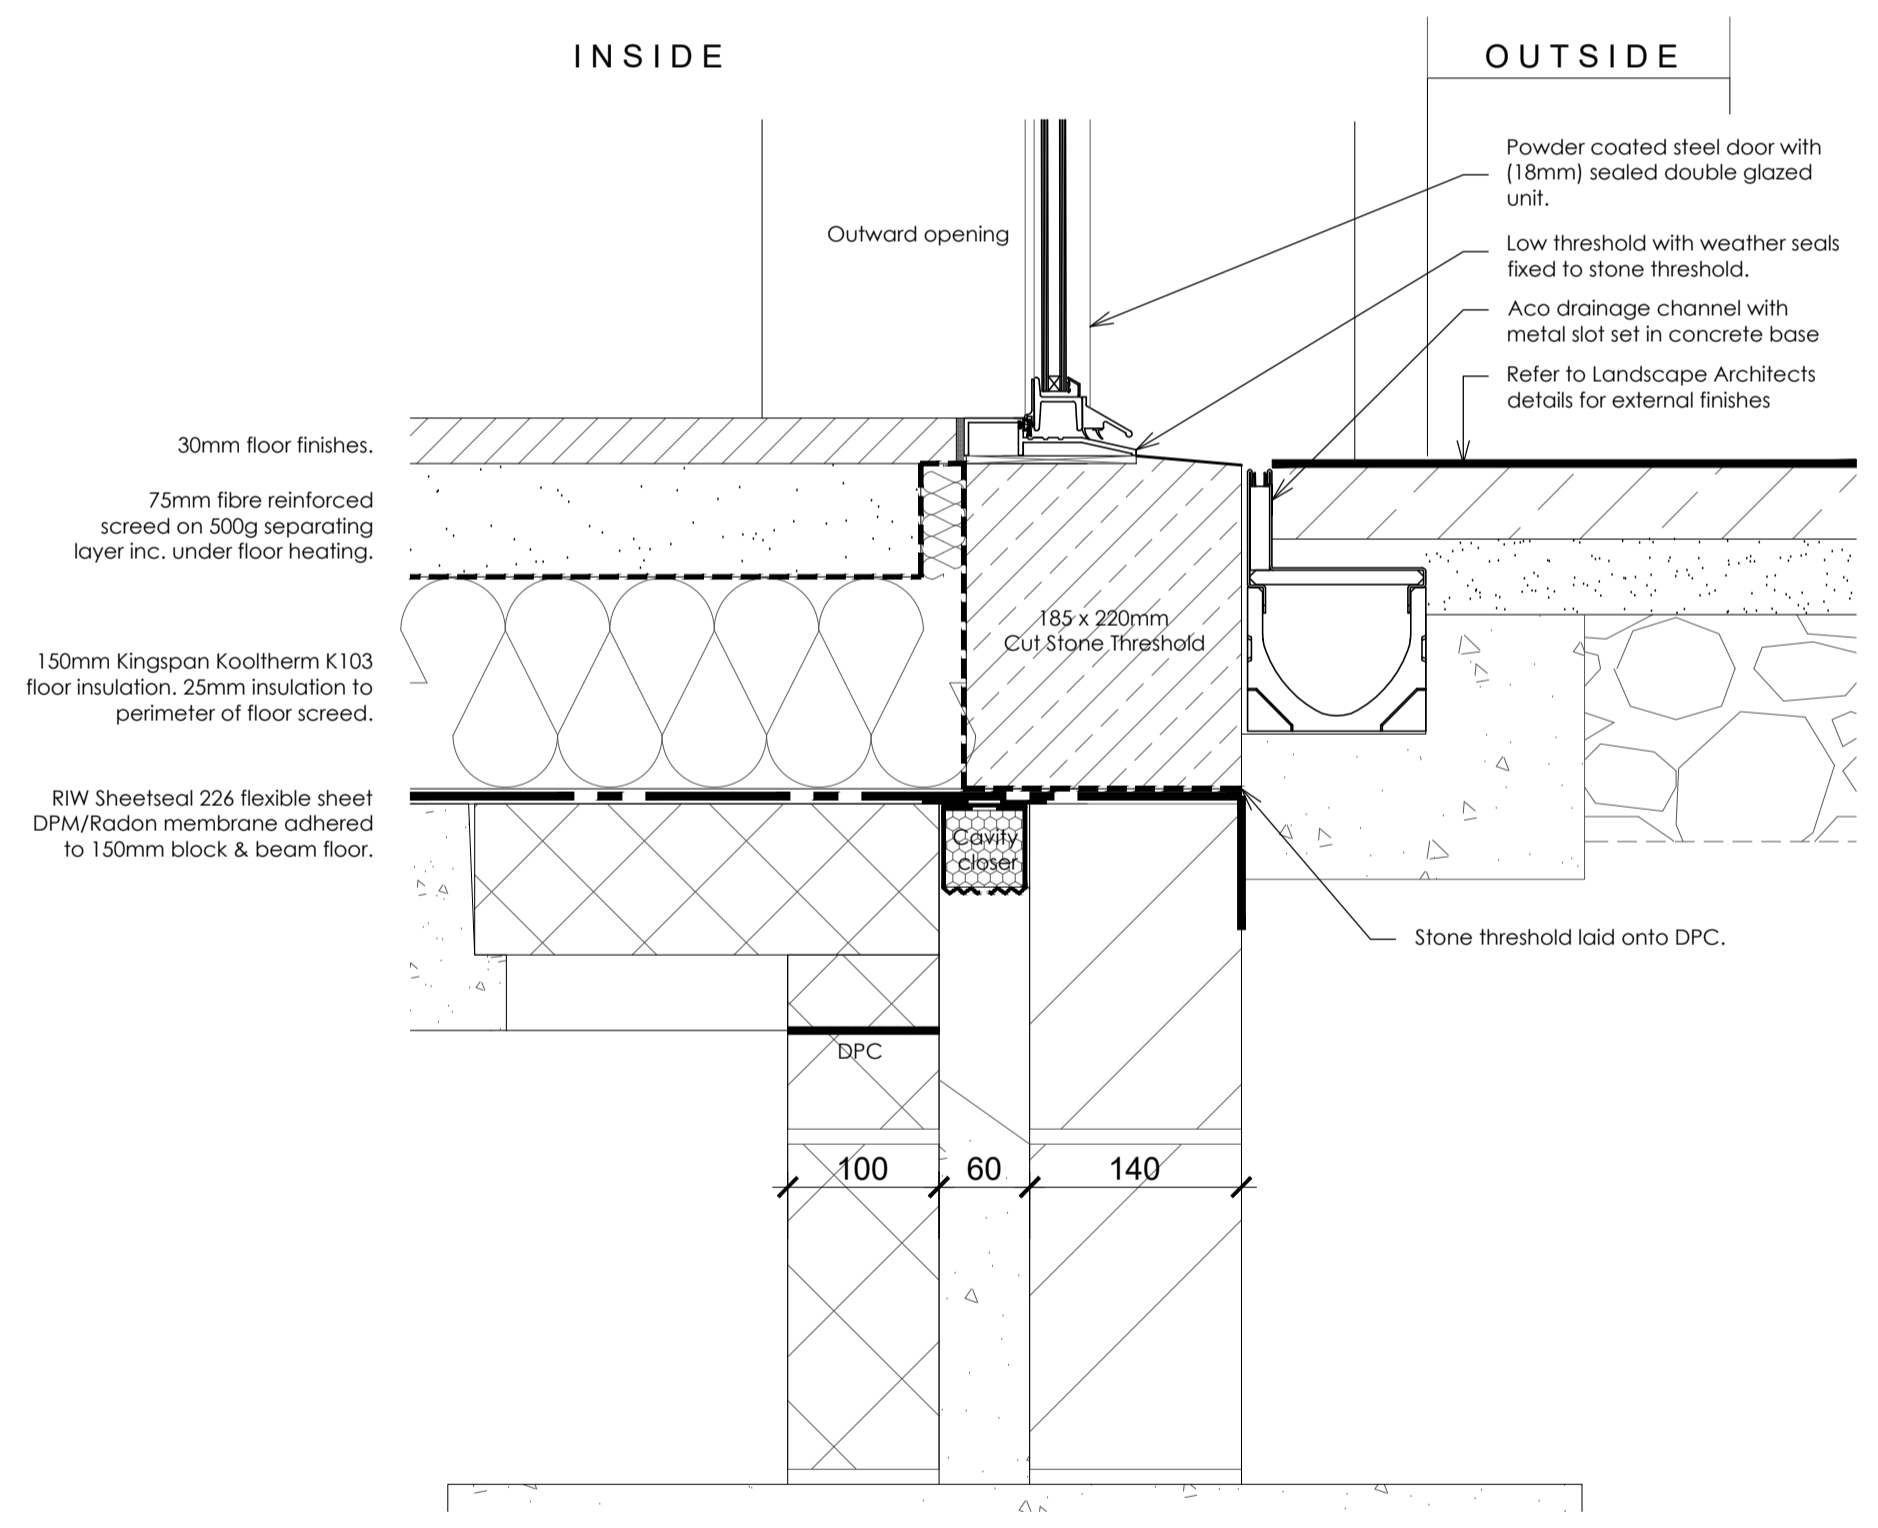 INSIDE
OUTSIDE
Powder coated steel door with
(18mm) sealed double glazed
unit.
Outward opening
Low threshold with weather seals
fixed to stone threshold.
Aco drainage channel with
metal slot set in concrete base
Refer to Landscape Architects
details for external finishes
30mm floor finishes.
75mm fibre reinforced
screed on 500g separating
layer inc. under floor heating.
185 x 220mm
Cut Stone Threshold
150mm Kingspan Kooltherm K103
floor insulation. 25mm insulation to
perimeter of floor screed.
RIW Sheetseal 226 flexible sheet
DPM/Radon membrane adhered
to 150mm block & beam floor.
Cavity
closer
Stone threshold laid onto DPC.
DPC
100
60
140